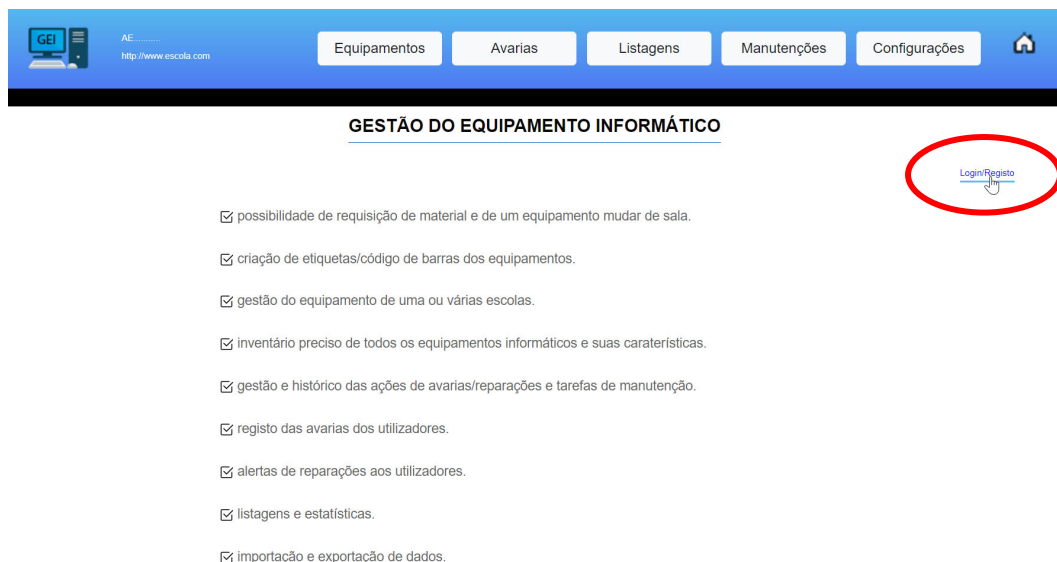 GEI
AE...........
http://www.escola.com
Equipamentos
Avarias
Listagens
Manutenções
Configurações
GESTÃO DO EQUIPAMENTO INFORMÁTICO
Login/Registo
possibilidade de requisição de material e de um equipamento mudar de sala.
criação de etiquetas/código de barras dos equipamentos.
gestão do equipamento de uma ou várias escolas.
inventário preciso de todos os equipamentos informáticos e suas caraterísticas.
gestão e histórico das ações de avarias/reparações e tarefas de manutenção.
registo das avarias dos utilizadores.
alertas de reparações aos utilizadores.
listagens e estatísticas.
importação e exportação de dados.